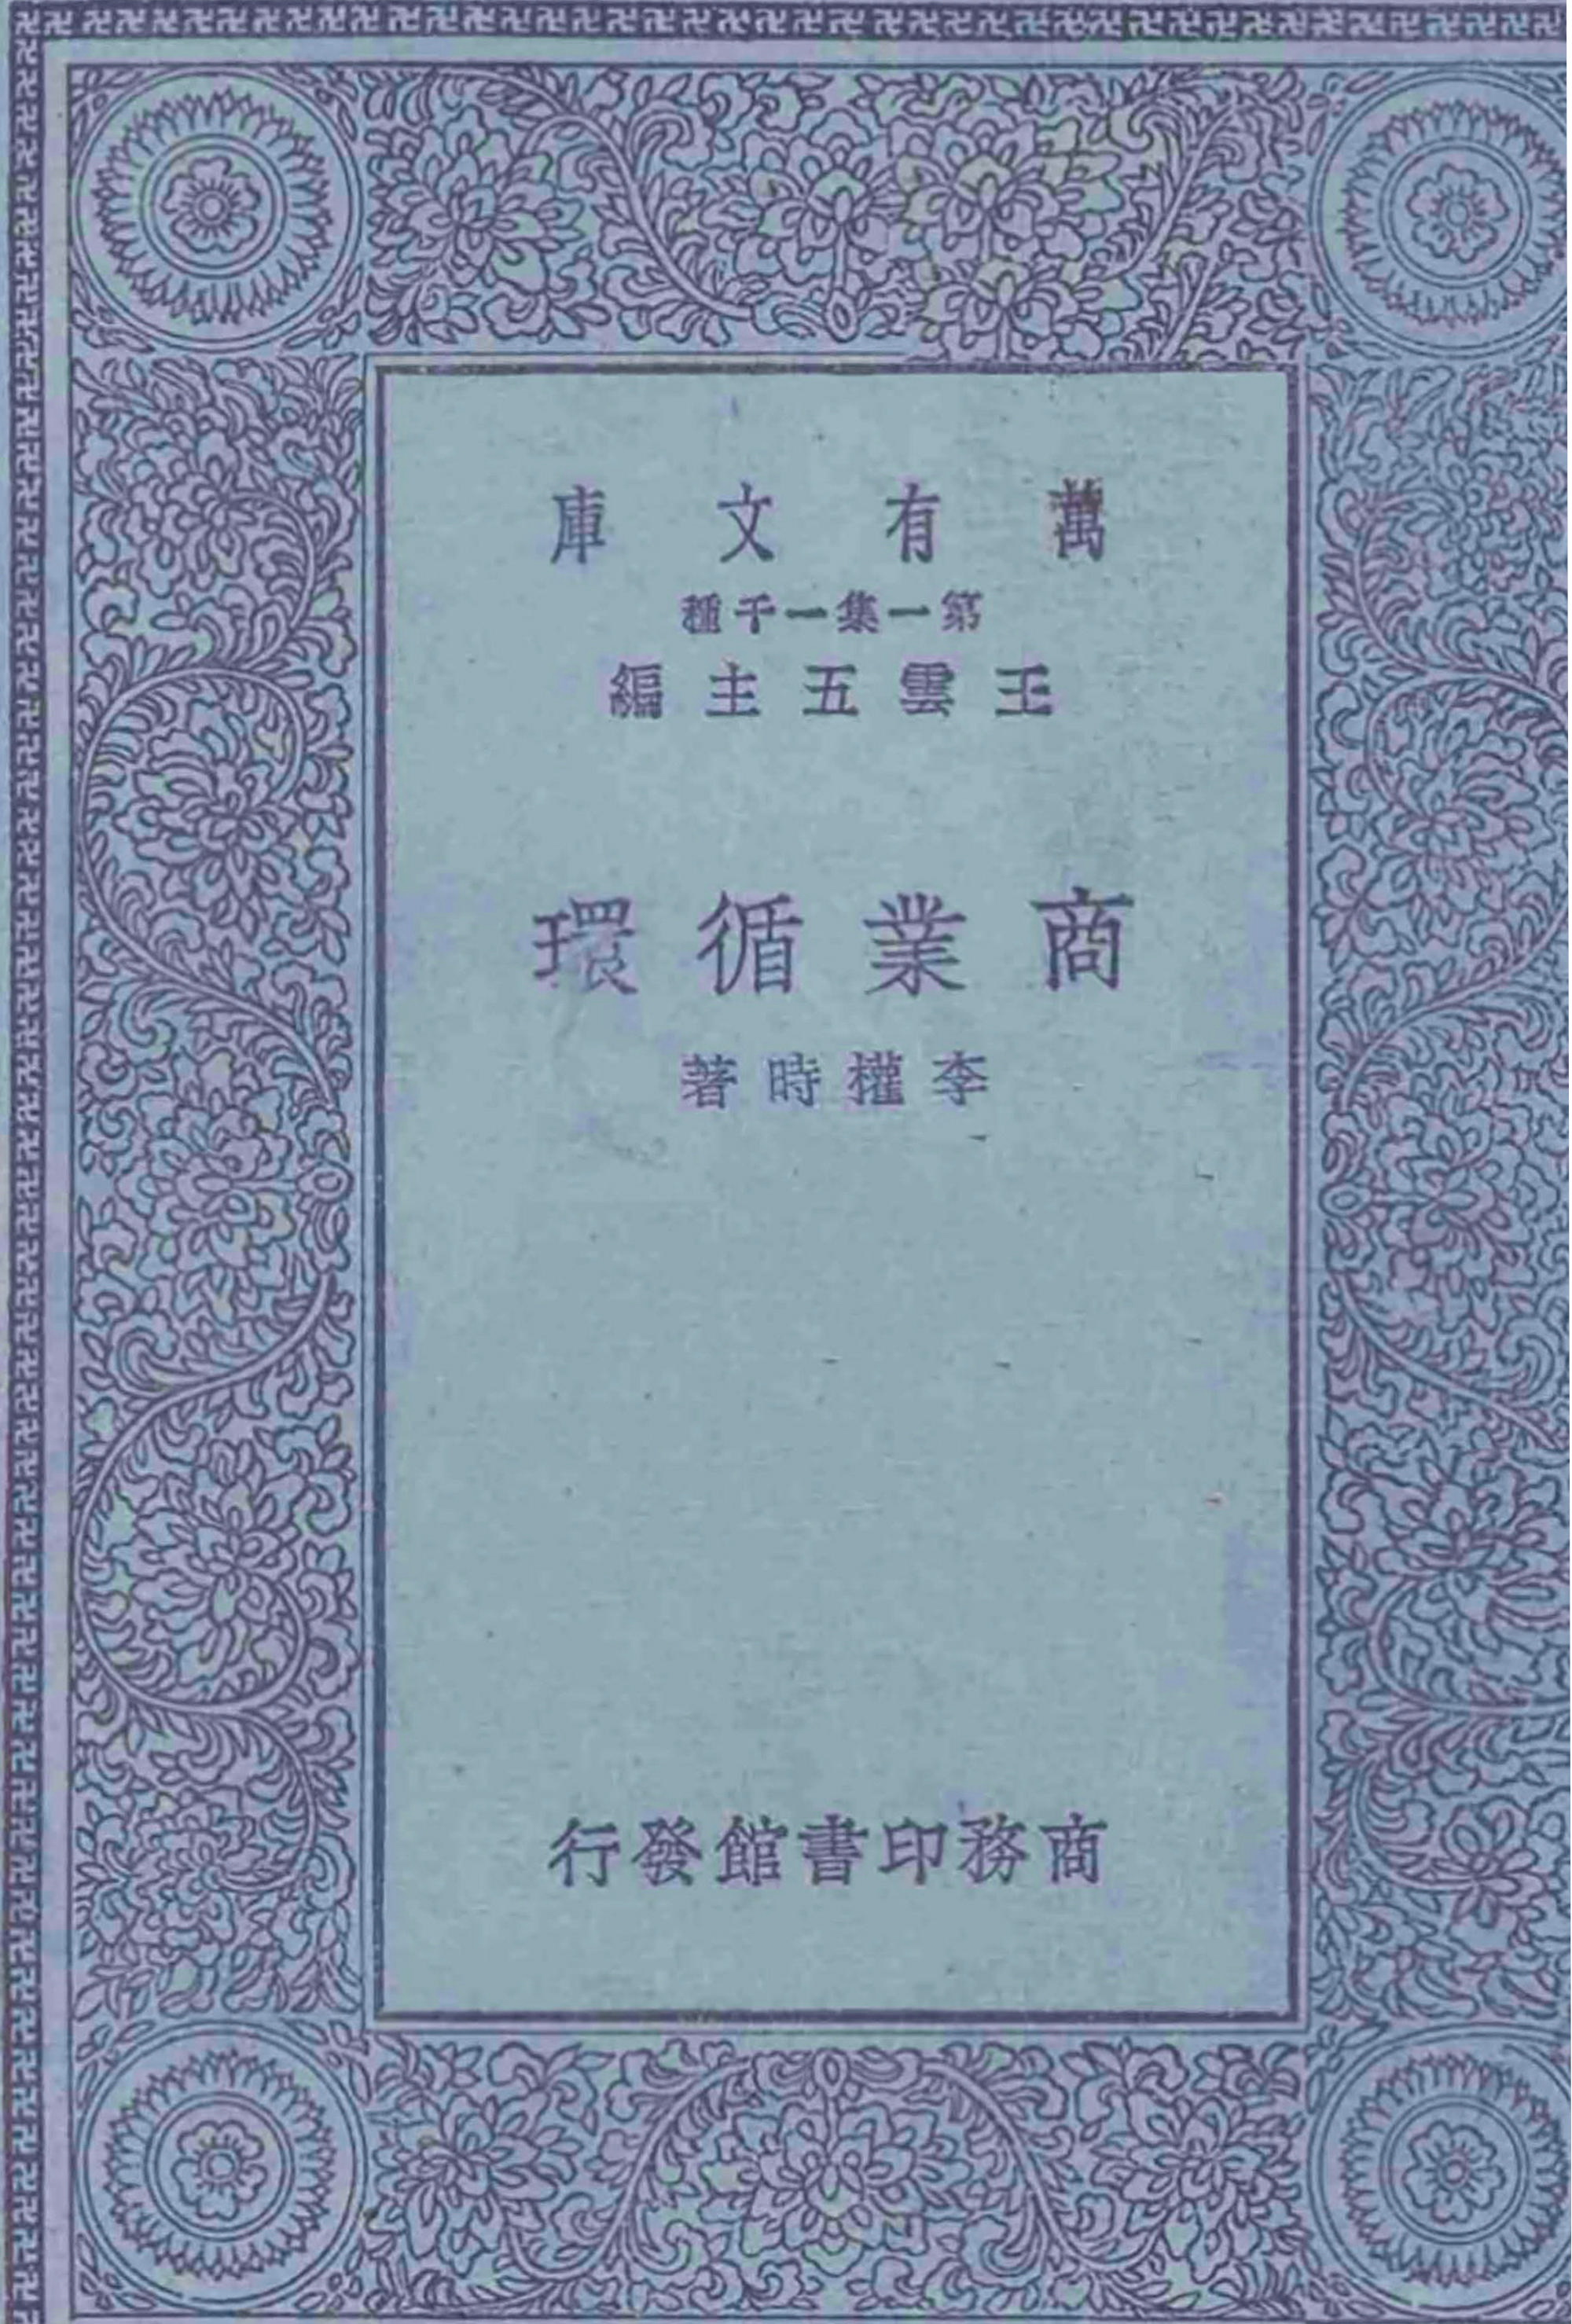 萬有文庫
第一集一千種
王雲五主編
商業循環
李權時著
商務印書館發行